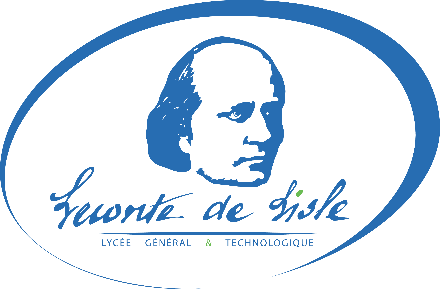 Leconte de Lisle
LYCÉE GÉNÉRAL & TECHNOLOGIQUE